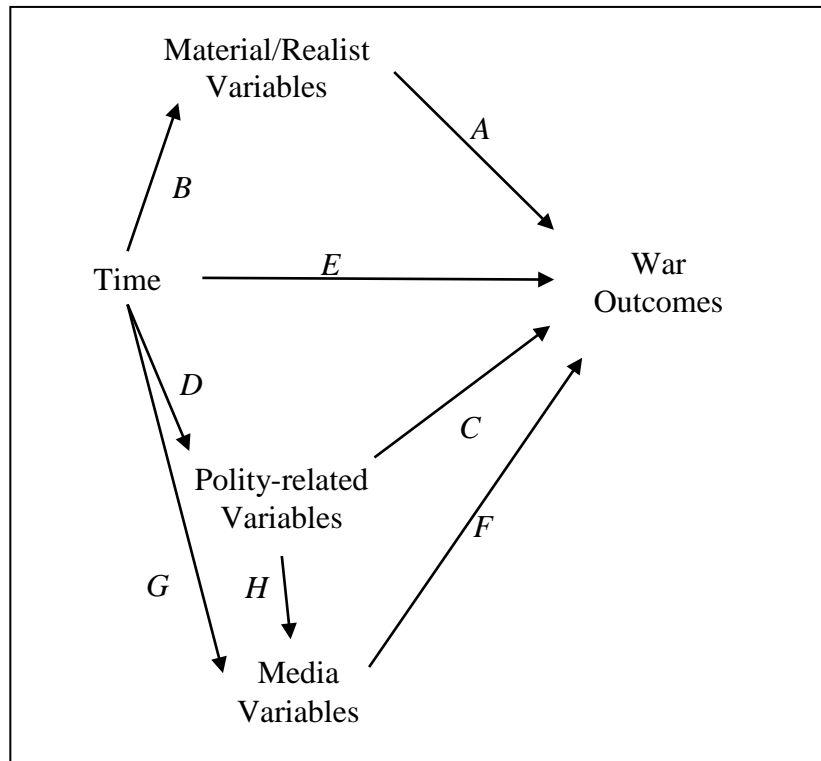 Material/Realist
Variables
A
B
Time
E
War
Outcomes
D
C
Polity-related
Variables
F
G
H
Media
Variables